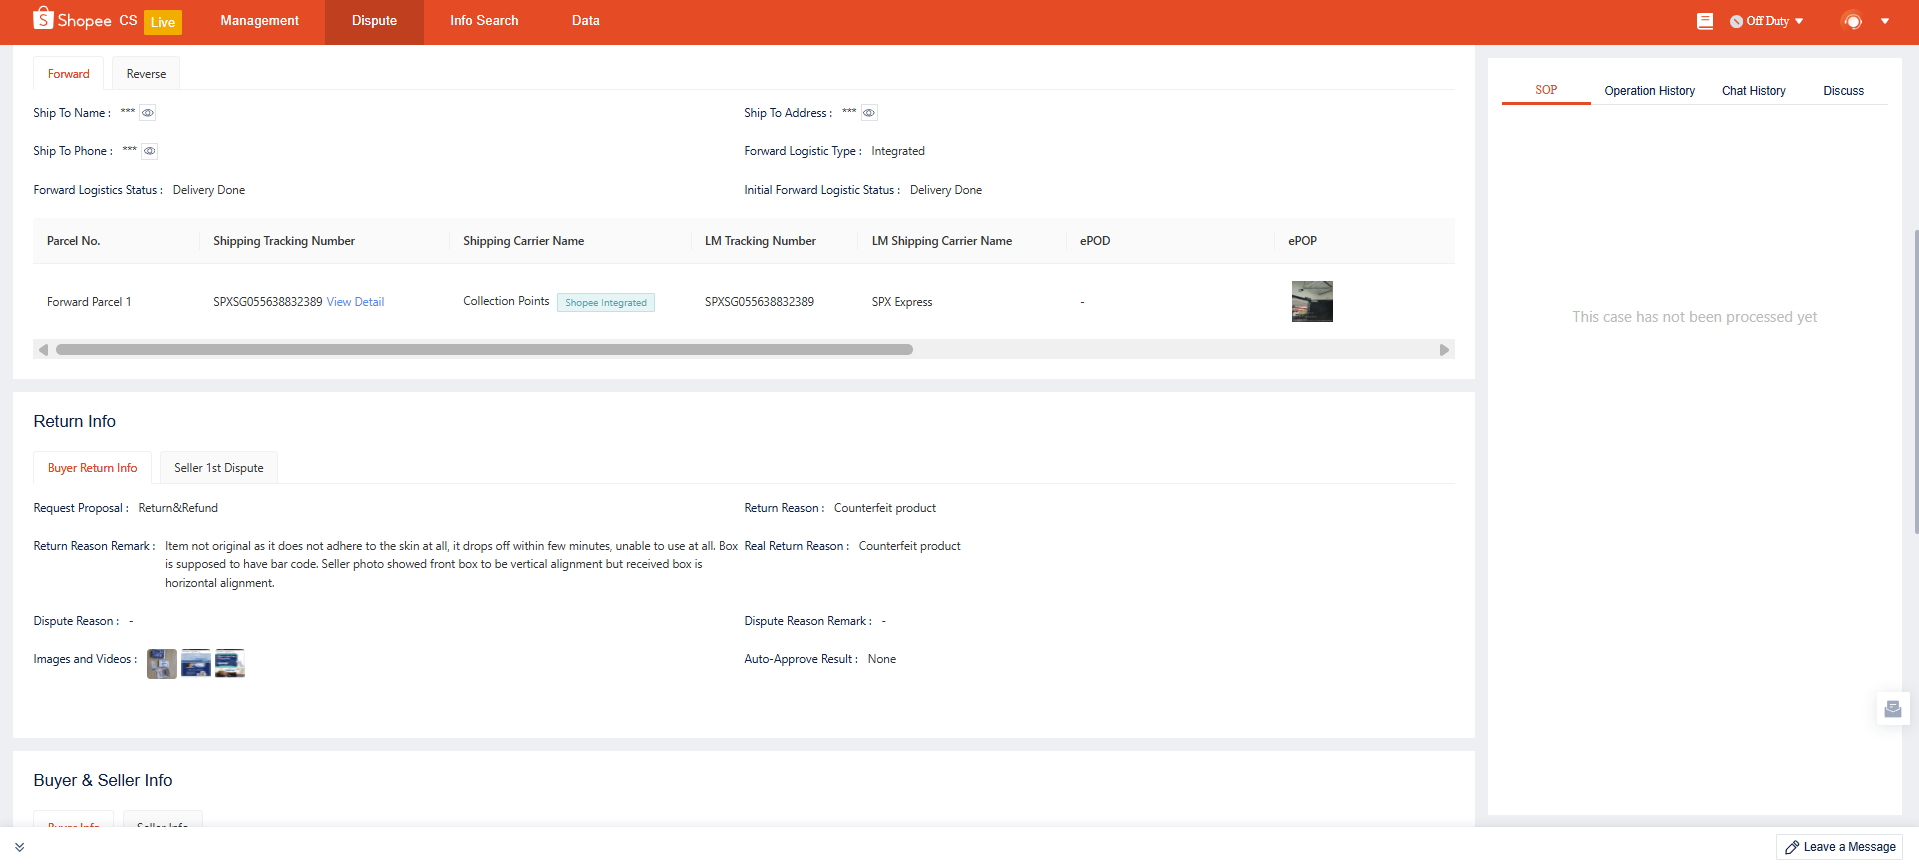 Shopee CS Live Management Dispute Info Search Data Off Duty
Forward Reverse
Ship To Name : ***
Ship To Address : ***
Ship To Phone : ***
Forward Logistic Type : Integrated
Forward Logistics Status : Delivery Done
Initial Forward Logistic Status : Delivery Done
Parcel No. Shipping Tracking Number Shipping Carrier Name LM Tracking Number LM Shipping Carrier Name ePOD ePOP
Forward Parcel 1 SPXSG055638832389 View Detail Collection Points Shopee Integrated SPXSG055638832389 SPX Express -
Return Info
Buyer Return Info Seller 1st Dispute
Request Proposal : Return&Refund
Return Reason : Counterfeit product
Return Reason Remark : Item not original as it does not adhere to the skin at all, it drops off within few minutes, unable to use at all. Box
is supposed to have bar code. Seller photo showed front box to be vertical alignment but received box is
horizontal alignment.
Real Return Reason : Counterfeit product
Dispute Reason : -
Dispute Reason Remark : -
Images and Videos :
Auto-Approve Result : None
Buyer & Seller Info
Buyer Info Seller Info
SOP Operation History Chat History Discuss
This case has not been processed yet
Leave a Message